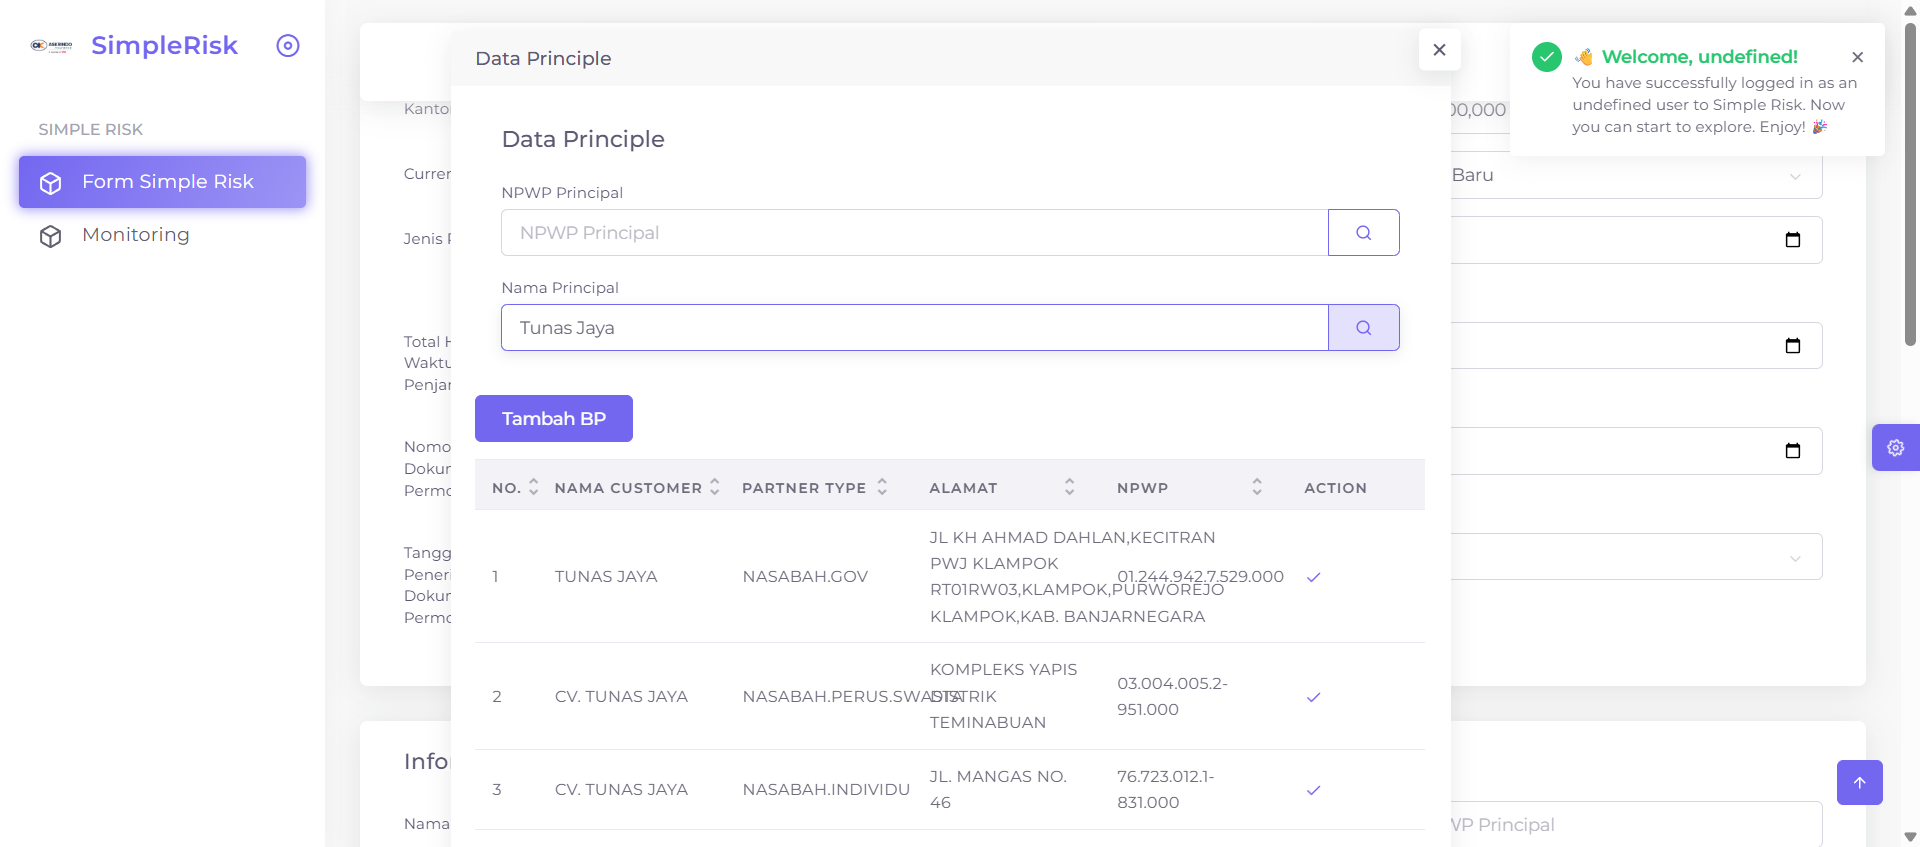 ASKRINDO
SimpleRisk
SIMPLE RISK
Form Simple Risk
Monitoring
Data Principle
Data Principle
NPWP Principal
NPWP Principal
Nama Principal
Tunas Jaya
Tambah BP
NO. NAMA CUSTOMER PARTNER TYPE ALAMAT NPWP ACTION
1 TUNAS JAYA NASABAH.GOV JL KH AHMAD DAHLAN,KECITRAN
PWJ KLAMPOK
RT01RW03,KLAMPOK,PURWOREJO
KLAMPOK,KAB. BANJARNEGARA 01.244.942.7.529.000
2 CV. TUNAS JAYA NASABAH.PERUS.SWASTA KOMPLEKS YAPIS
DISTRIK
TEMINABUAN 03.004.005.2-
951.000
3 CV. TUNAS JAYA NASABAH.INDIVIDU JL. MANGAS NO.
46 76.723.012.1-
831.000
👋 Welcome, undefined!
You have successfully logged in as an
undefined user to Simple Risk. Now
you can start to explore. Enjoy! 🎉
Kanto
Curren
Jenis
Total
Waktu
Penjar
Nomo
Dokur
Permo
Tangg
Peneri
Dokur
Permo
Infor
Nama
00,000
Baru
WP Principal